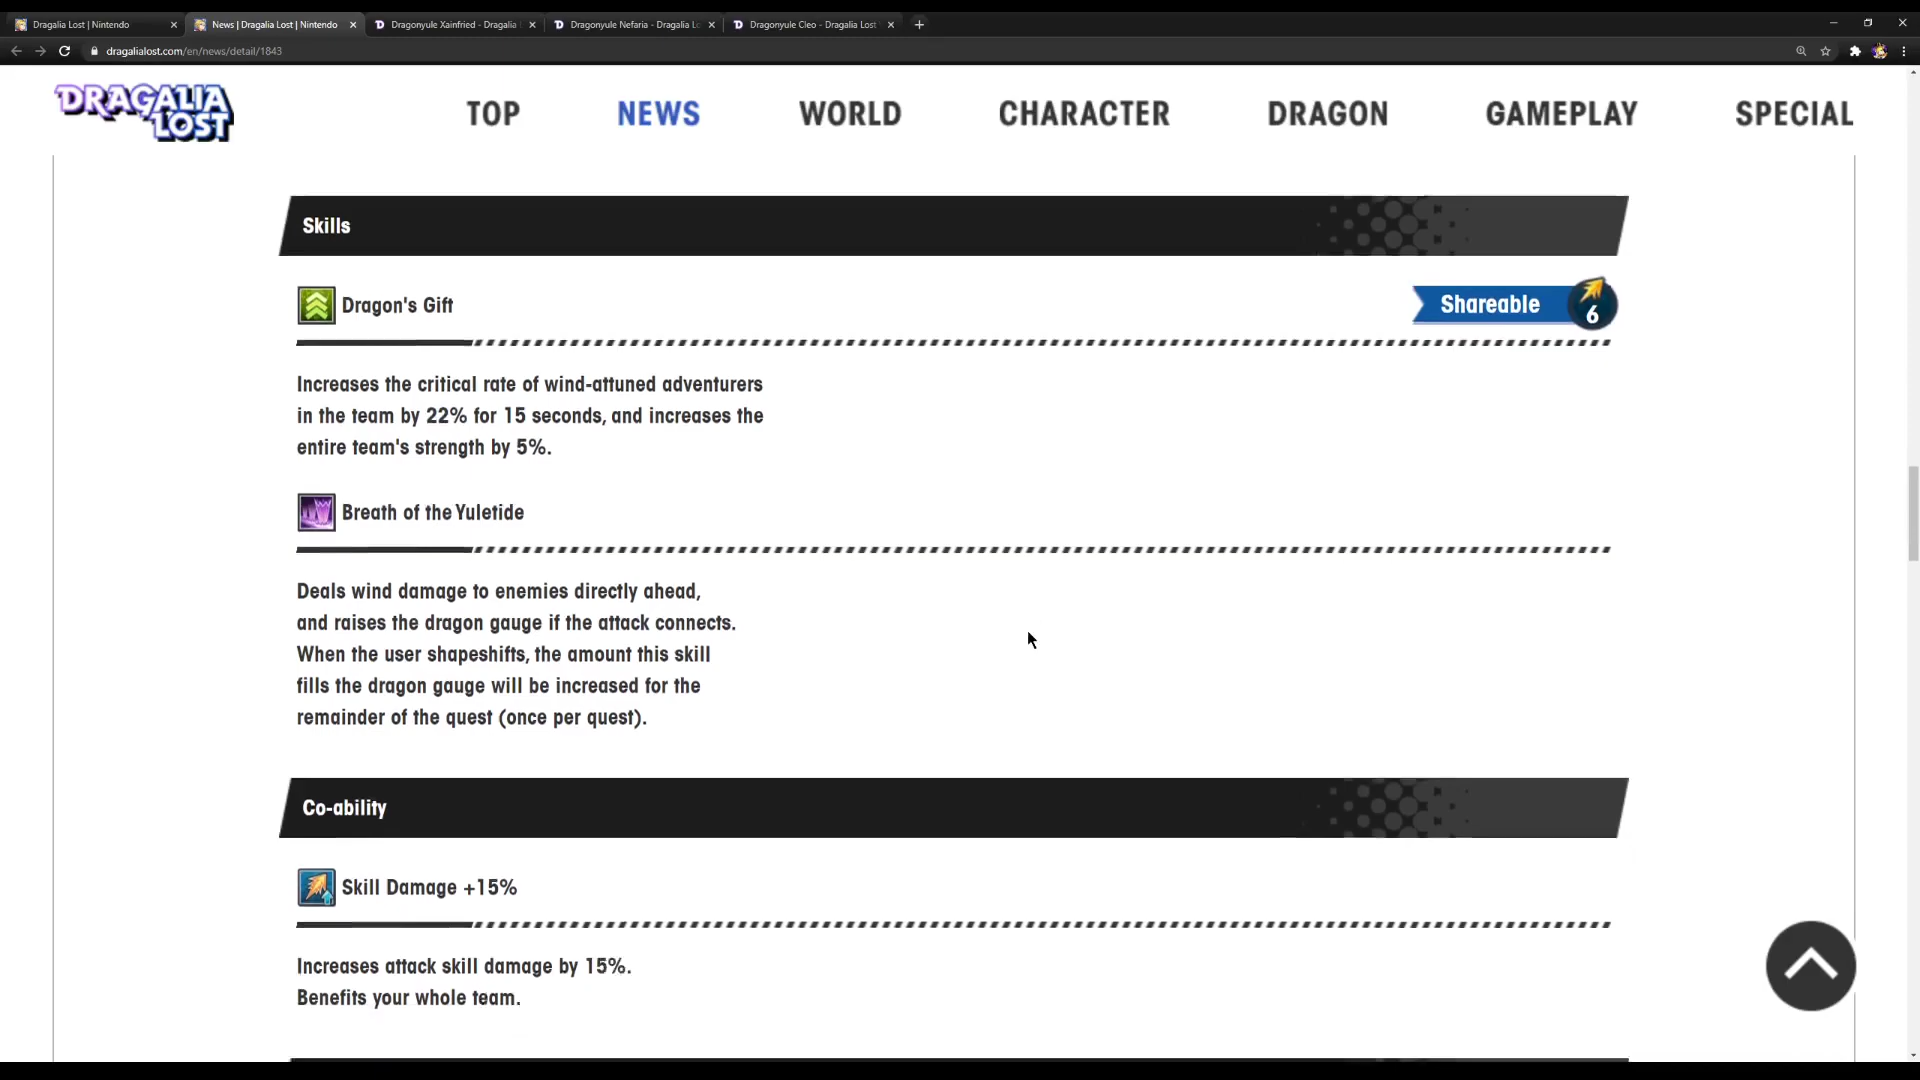 Dragalia Lost | Nintendo
News | Dragalia Lost | Nintendo
Dragonyule Xainfried - Dragalia
Dragonyule Nefaria - Dragalia Lo
Dragonyule Cleo - Dragalia Lost
dragalialost.com/en/news/detail/1843
DRAGALIA LOST
TOP
NEWS
WORLD
CHARACTER
DRAGON
GAMEPLAY
SPECIAL
Skills
Dragon's Gift
Shareable
6
Increases the critical rate of wind-attuned adventurers
in the team by 22% for 15 seconds, and increases the
entire team's strength by 5%.
Breath of the Yuletide
Deals wind damage to enemies directly ahead,
and raises the dragon gauge if the attack connects.
When the user shapeshifts, the amount this skill
fills the dragon gauge will be increased for the
remainder of the quest (once per quest).
Co-ability
Skill Damage +15%
Increases attack skill damage by 15%.
Benefits your whole team.